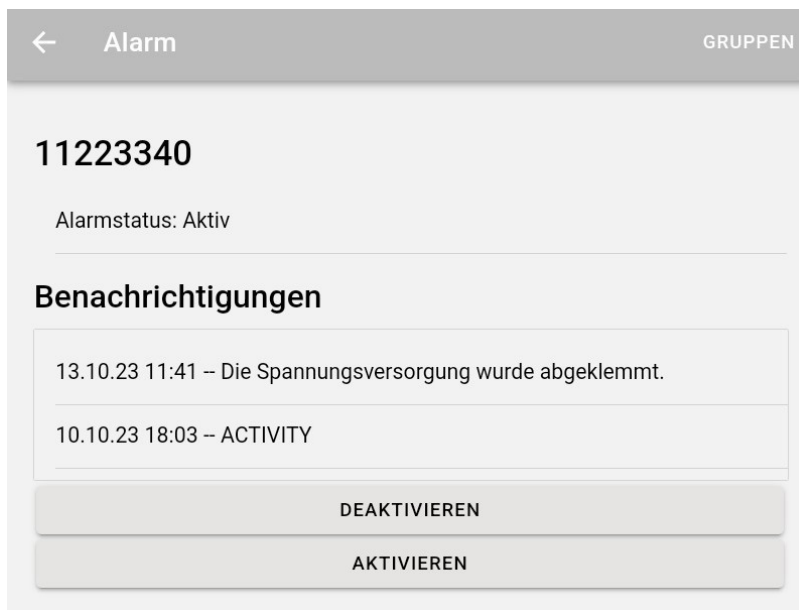 Alarm
GRUPPEN
11223340
Alarmstatus: Aktiv
Benachrichtigungen
13.10.23 11:41 -- Die Spannungsversorgung wurde abgeklemmt.
10.10.23 18:03 -- ACTIVITY
DEAKTIVIEREN
AKTIVIEREN